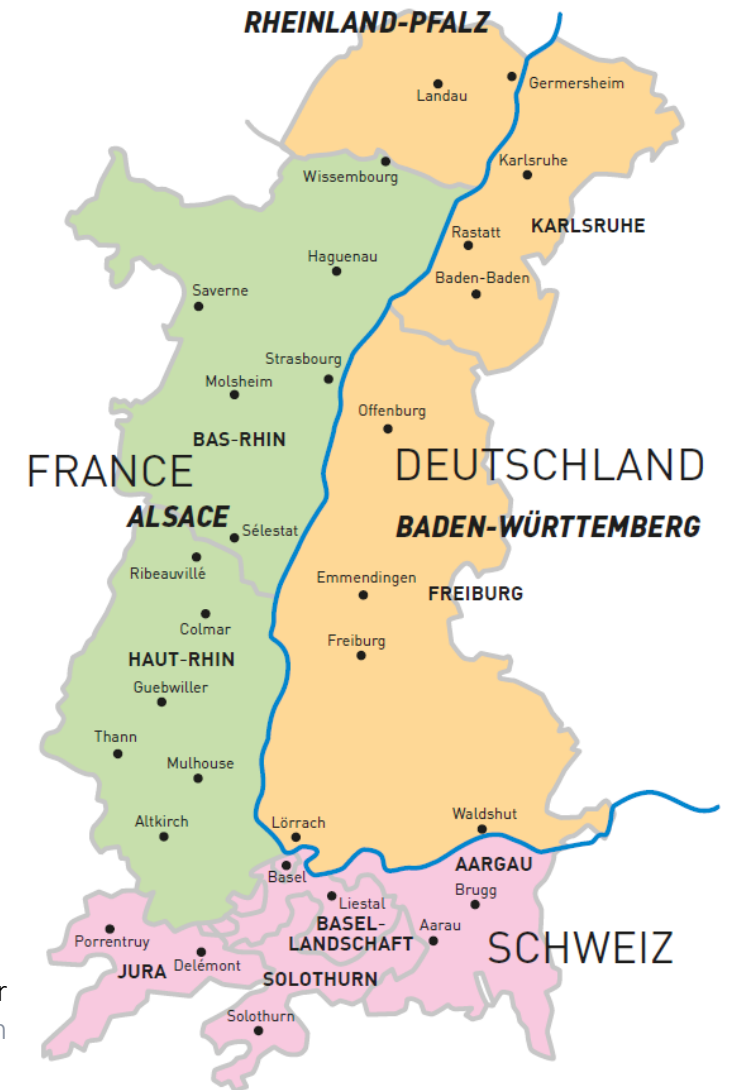 RHEINLAND-PFALZ
Germersheim
Landau
Karlsruhe
Wissembourg
KARLSRUHE
Rastatt
Haguenau
Baden-Baden
Saverne
Strasbourg
Molsheim
Offenburg
BAS-RHIN
FRANCE
DEUTSCHLAND
ALSACE
BADEN-WÜRTTEMBERG
Sélestat
Ribeauvillé
Emmendingen
FREIBURG
Colmar
Freiburg
HAUT-RHIN
Guebwiller
Thann
Mulhouse
Altkirch
Lörrach
Waldshut
AARGAU
Basel
Brugg
Liestal
BASEL-
LANDSCHAFT
Aarau
Porrentruy
SCHWEIZ
Delémont
JURA
SOLOTHURN
r
n
Solothurn